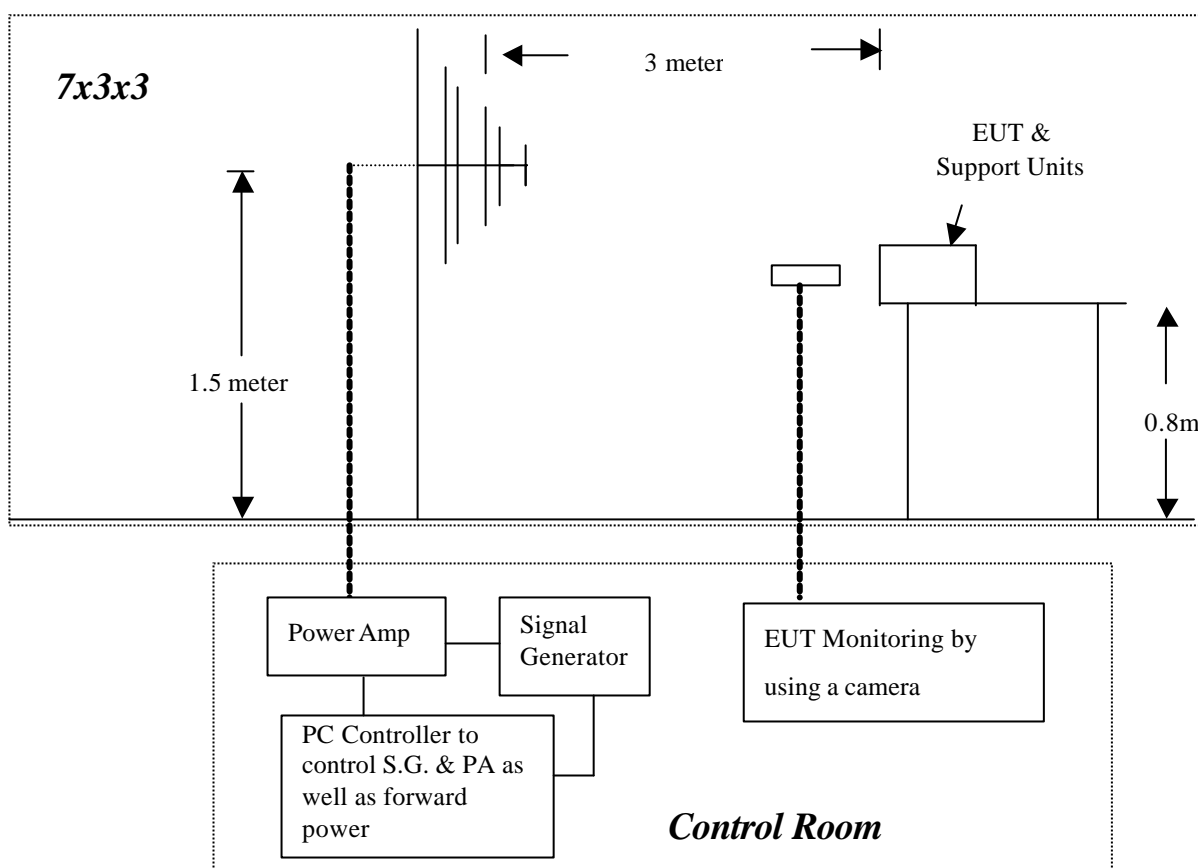 7x3x3
3 meter
EUT &
Support Units
1.5 meter
0.8m
Power Amp
Signal
Generator
EUT Monitoring by
using a camera
PC Controller to
control S.G. & PA as
well as forward
power
Control Room